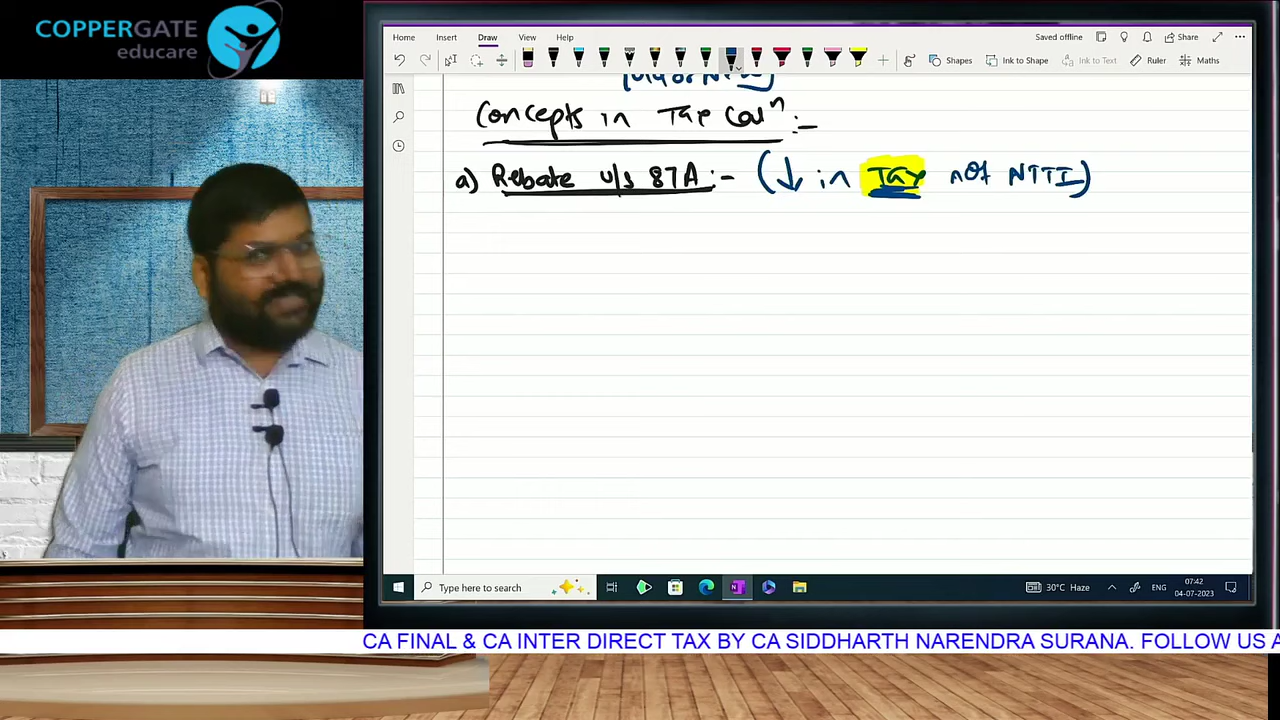 COPPERGATE
educare
Home Insert Draw View Help
Saved offline
Share
Shapes
Ink to Shape
Ink to Text
Ruler
Maths
Concepts in Tax Calⁿ :-
a) Rebate u/s 87A :- (↓ in Tax not NTTI)
Type here to search
30°C Haze
ENG
07:42
04-07-2023
CA FINAL & CA INTER DIRECT TAX BY CA SIDDHARTH NARENDRA SURANA. FOLLOW US A